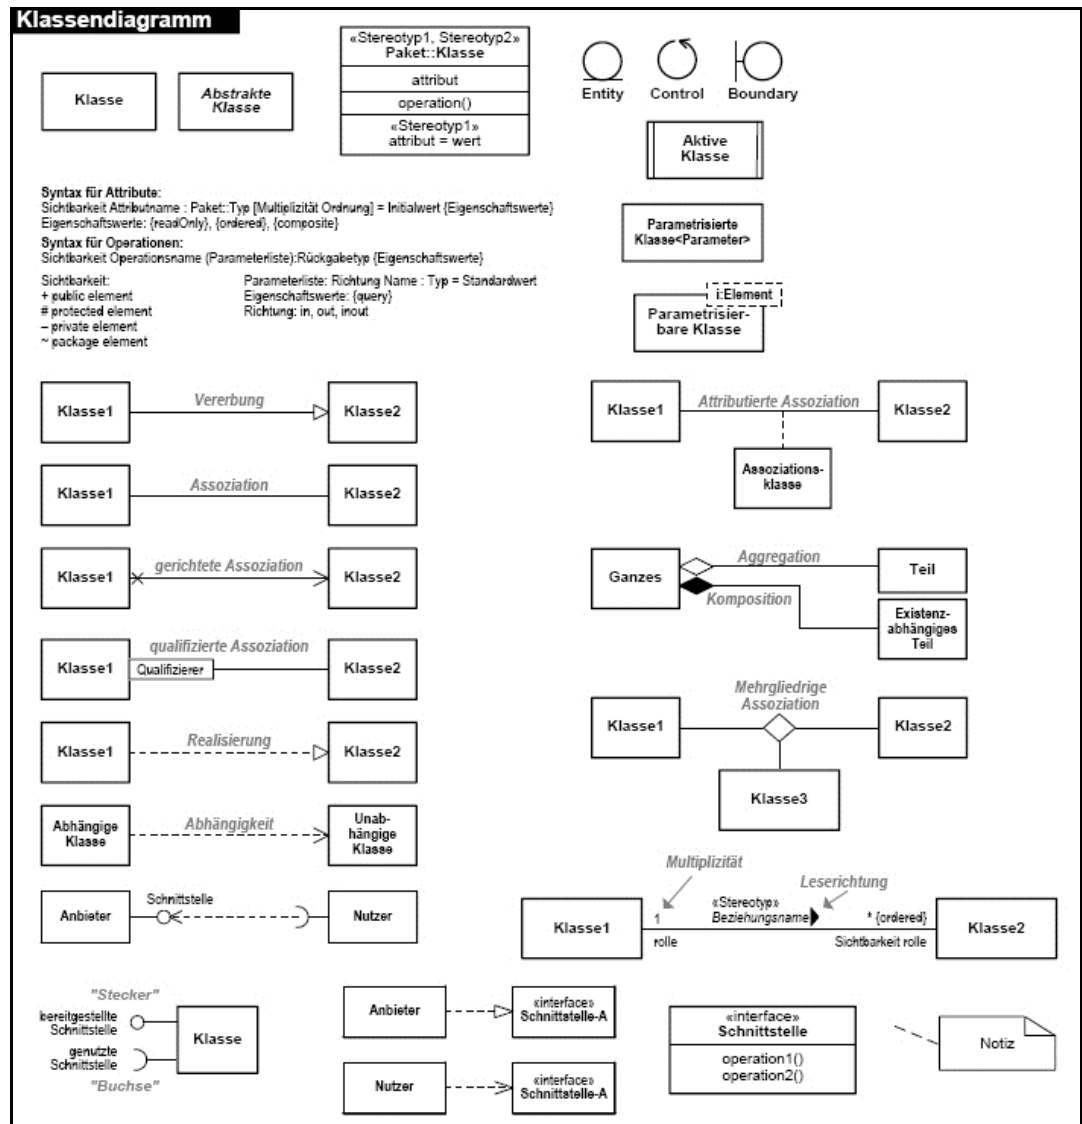 Klassendiagramm
Klasse
Abstrakte
Klasse
«Stereotyp1, Stereotyp2»
Paket::Klasse
attribut
operation()
«Stereotyp1»
attribut = wert
Entity
Control
Boundary
Aktive
Klasse
Syntax für Attribute:
Sichtbarkeit Attributname : Paket::Typ [Multiplizität Ordnung] = Initialwert {Eigenschaftswerte}
Eigenschaftswerte: {readOnly}, {ordered}, {composite}
Syntax für Operationen:
Sichtbarkeit Operationsname (Parameterliste):Rückgabetyp {Eigenschaftswerte}
Sichtbarkeit:
+ public element
# protected element
– private element
~ package element
Parameterliste: Richtung Name : Typ = Standardwert
Eigenschaftswerte: {query}
Richtung: in, out, inout
Parametrisierte
Klasse<Parameter>
i:Element
Parametrisier-
bare Klasse
Klasse1
Vererbung
Klasse2
Klasse1
Attributierte Assoziation
Klasse2
Assoziations-
klasse
Klasse1
Assoziation
Klasse2
Klasse1
gerichtete Assoziation
Klasse2
Ganzes
Aggregation
Teil
Komposition
Existenz-
abhängiges
Teil
Klasse1
Qualifizierer
qualifizierte Assoziation
Klasse2
Klasse1
Mehrgliedrige
Assoziation
Klasse2
Klasse3
Klasse1
Realisierung
Klasse2
Abhängige
Klasse
Abhängigkeit
Unab-
hängige
Klasse
Anbieter
Schnittstelle
Nutzer
Multiplizität
Leserichtung
Klasse1
1
rolle
«Stereotyp»
Beziehungsname
* {ordered}
Sichtbarkeit rolle
Klasse2
"Stecker"
bereitgestellte
Schnittstelle
genutzte
Schnittstelle
"Buchse"
Klasse
Anbieter
«interface»
Schnittstelle-A
Nutzer
«interface»
Schnittstelle-A
«interface»
Schnittstelle
operation1()
operation2()
Notiz